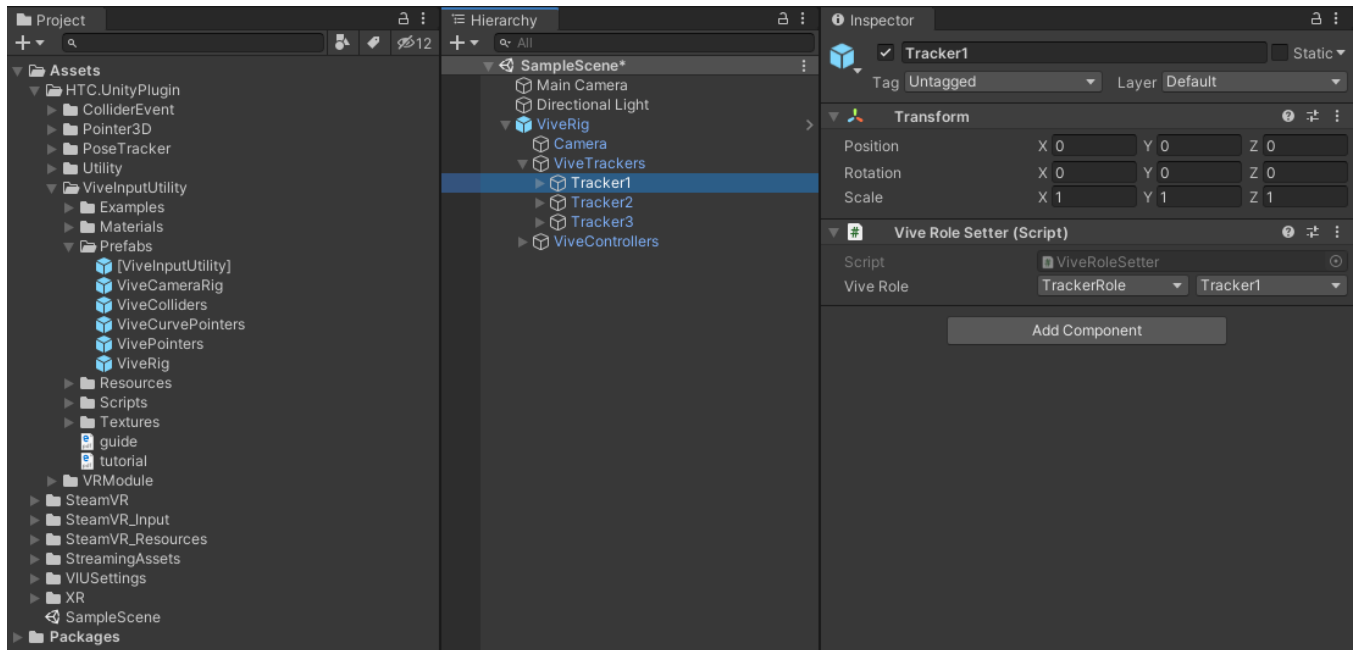 Project
12
Assets
HTC.UnityPlugin
ColliderEvent
Pointer3D
PoseTracker
Utility
ViveInputUtility
Examples
Materials
Prefabs
[ViveInputUtility]
ViveCameraRig
ViveColliders
ViveCurvePointers
VivePointers
ViveRig
Resources
Scripts
Textures
guide
tutorial
VRModule
SteamVR
SteamVR_Input
SteamVR_Resources
StreamingAssets
VIUSettings
XR
SampleScene
Packages
Hierarchy
All
SampleScene*
Main Camera
Directional Light
ViveRig
Camera
ViveTrackers
Tracker1
Tracker2
Tracker3
ViveControllers
Inspector
Tracker1 Static
Tag Untagged Layer Default
Transform
Position X 0 Y 0 Z 0
Rotation X 0 Y 0 Z 0
Scale X 1 Y 1 Z 1
# Vive Role Setter (Script)
Script # ViveRoleSetter
Vive Role TrackerRole Tracker1
Add Component